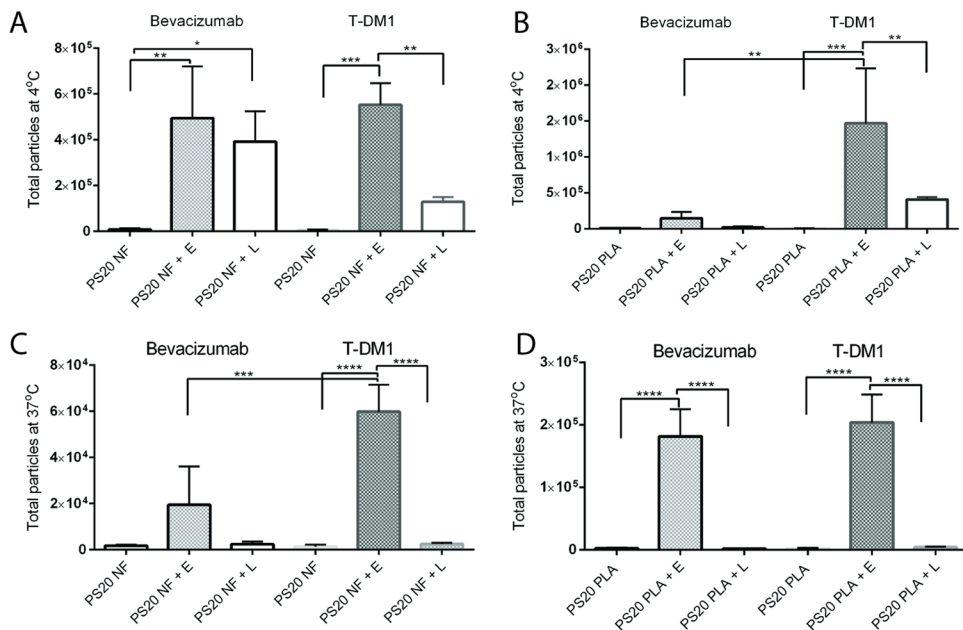 A
Bevacizumab
T-DM1
Total particles at 4°C
8×10⁵
6×10⁵
4×10⁵
2×10⁵
0
*
**
***
**
PS20 NF
PS20 NF + E
PS20 NF + L
PS20 NF
PS20 NF + E
PS20 NF + L
B
Bevacizumab
T-DM1
Total particles at 4°C
3×10⁶
2×10⁶
2×10⁶
1×10⁶
5×10⁵
0
**
***
**
PS20 PLA
PS20 PLA + E
PS20 PLA + L
PS20 PLA
PS20 PLA + E
PS20 PLA + L
C
Bevacizumab
T-DM1
Total particles at 37°C
8×10⁴
6×10⁴
4×10⁴
2×10⁴
0
***
****
****
PS20 NF
PS20 NF + E
PS20 NF + L
PS20 NF
PS20 NF + E
PS20 NF + L
D
Bevacizumab
T-DM1
Total particles at 37°C
3×10⁵
2×10⁵
1×10⁵
0
****
****
****
****
PS20 PLA
PS20 PLA + E
PS20 PLA + L
PS20 PLA
PS20 PLA + E
PS20 PLA + L